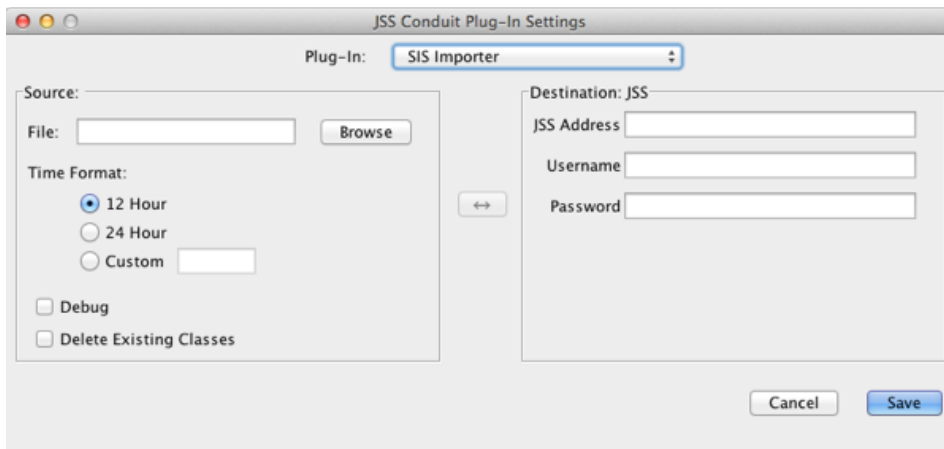 JSS Conduit Plug-In Settings
Plug-In: SIS Importer
Source:
File: Browse
Time Format:
12 Hour
24 Hour
Custom
Debug
Delete Existing Classes
↔
Destination: JSS
JSS Address
Username
Password
Cancel Save